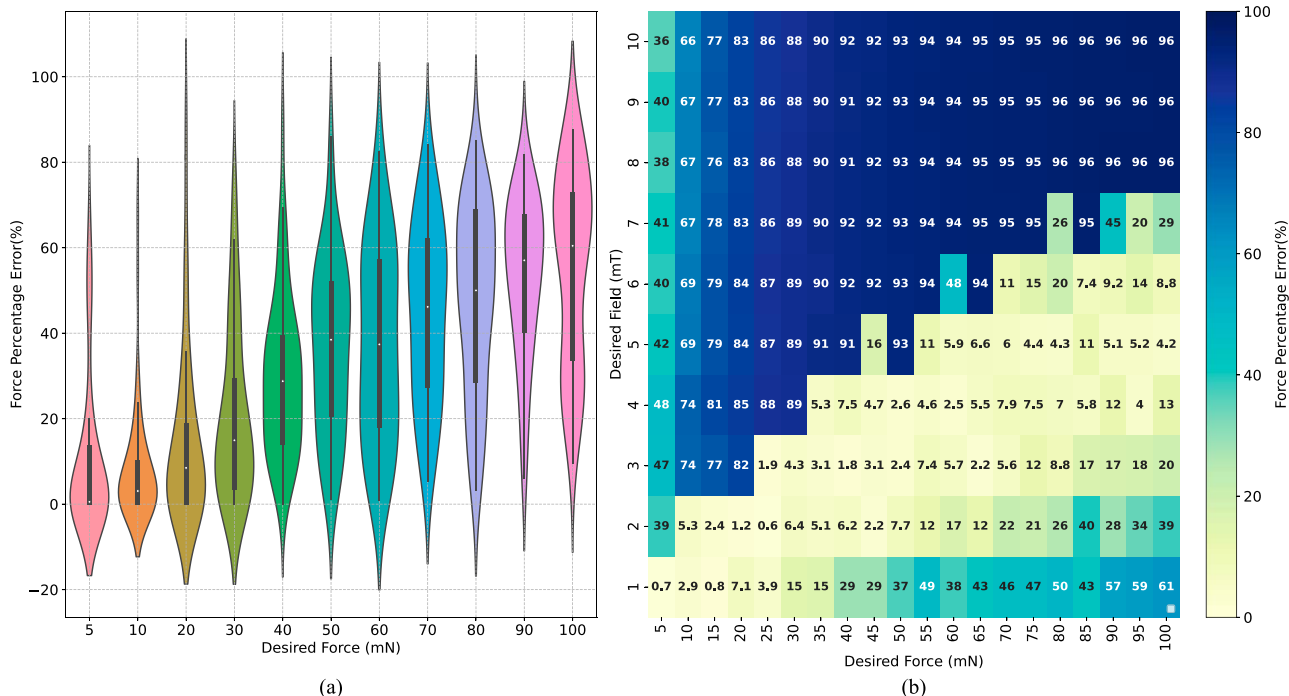 Force Percentage Error(%)
100
80
60
40
20
0
−20
5 10 20 30 40 50 60 70 80 90 100
Desired Force (mN)
(a)
Desired Field (mT)
10 36 66 77 83 86 88 90 92 92 93 94 94 95 95 95 96 96 96 96 96
9 40 67 77 83 86 88 90 91 92 93 94 94 95 95 95 96 96 96 96 96
8 38 67 76 83 86 88 90 91 92 93 94 94 95 95 95 96 96 96 96 96
7 41 67 78 83 86 89 90 92 92 93 94 94 95 95 95 26 95 45 20 29
6 40 69 79 84 87 89 90 92 92 93 94 48 94 11 15 20 7.4 9.2 14 8.8
5 42 69 79 84 87 89 91 91 16 93 11 5.9 6.6 6 4.4 4.3 11 5.1 5.2 4.2
4 48 74 81 85 88 89 5.3 7.5 4.7 2.6 4.6 2.5 5.5 7.9 7.5 7 5.8 12 4 13
3 47 74 77 82 1.9 4.3 3.1 1.8 3.1 2.4 7.4 5.7 2.2 5.6 12 8.8 17 17 18 20
2 39 5.3 2.4 1.2 0.6 6.4 5.1 6.2 2.2 7.7 12 17 12 22 21 26 40 28 34 39
1 0.7 2.9 0.8 7.1 3.9 15 15 29 29 37 49 38 43 46 47 50 43 57 59 61
5 10 15 20 25 30 35 40 45 50 55 60 65 70 75 80 85 90 95 100
Desired Force (mN)
(b)
100
80
60
40
20
0
Force Percentage Error(%)